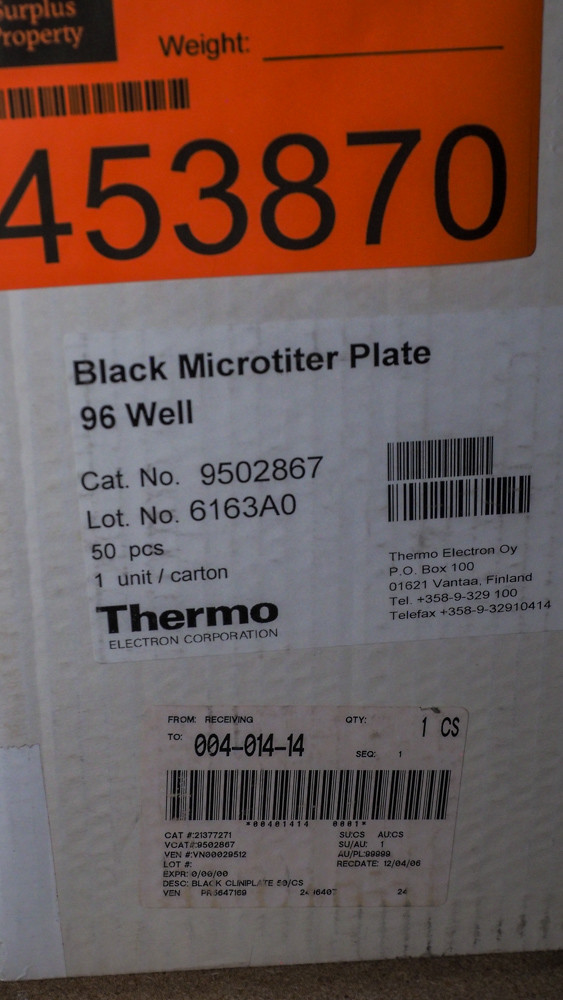 Surplus
Property
Weight:
453870
Black Microtiter Plate
96 Well
Cat. No. 9502867
Lot. No. 6163A0
50 pcs
1 unit / carton
Thermo
ELECTRON CORPORATION
Thermo Electron Oy
P.O. Box 100
01621 Vantaa, Finland
Tel. +358-9-329 100
Telefax +358-9-32910414
FROM: RECEIVING QTY: 1 CS
TO: 004-014-14
SEQ: 1
*00401414 0001*
CAT #:21377271 SU:CS AU:CS
VCAT#:9502867 SU/AU: 1
VEN #:VN00029512 AU/PL:99999
LOT #: RECDATE: 12/04/06
EXPR: 0/00/00
DESC: BLACK CLINIPLATE 50/CS
VEN 24